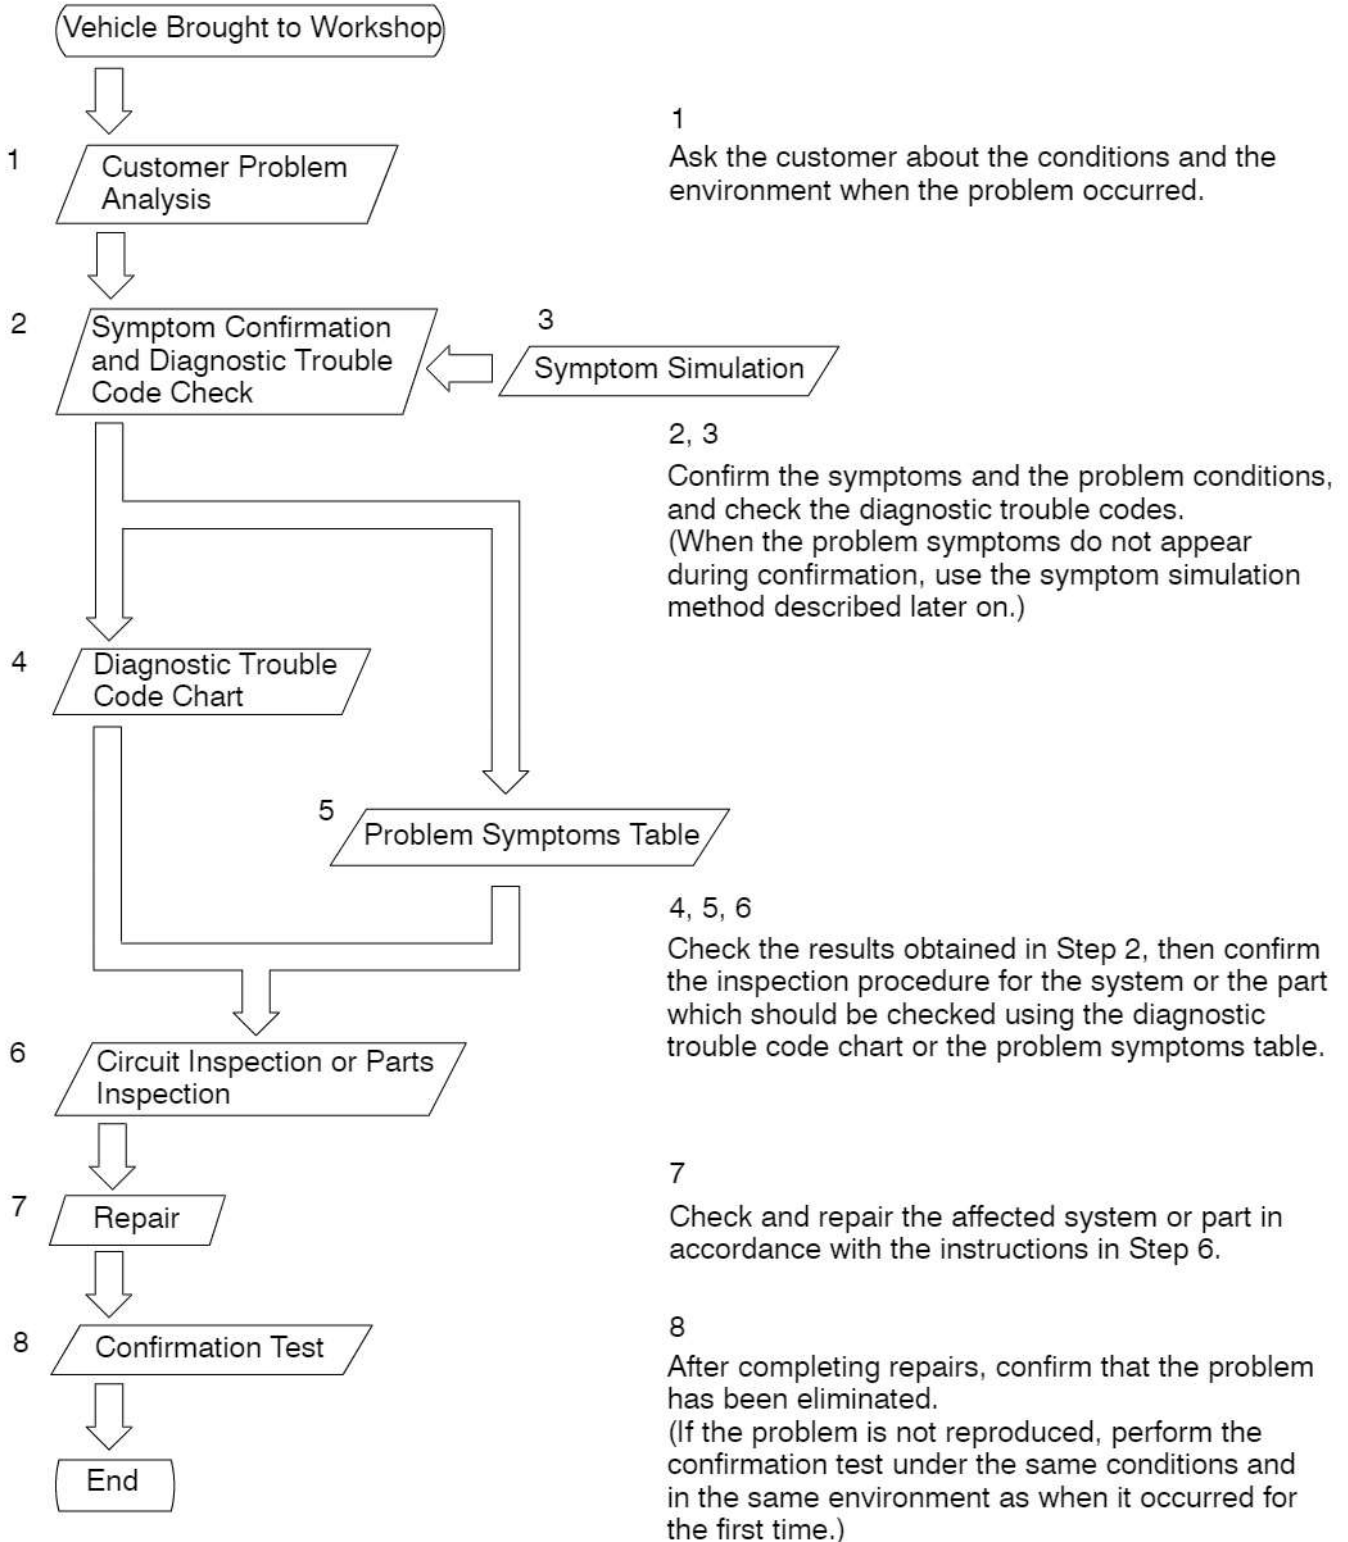 Vehicle Brought to Workshop
1
Customer Problem
Analysis
1
Ask the customer about the conditions and the
environment when the problem occurred.
2
Symptom Confirmation
and Diagnostic Trouble
Code Check
3
Symptom Simulation
2, 3
Confirm the symptoms and the problem conditions,
and check the diagnostic trouble codes.
(When the problem symptoms do not appear
during confirmation, use the symptom simulation
method described later on.)
4
Diagnostic Trouble
Code Chart
5
Problem Symptoms Table
4, 5, 6
Check the results obtained in Step 2, then confirm
the inspection procedure for the system or the part
which should be checked using the diagnostic
trouble code chart or the problem symptoms table.
6
Circuit Inspection or Parts
Inspection
7
Repair
7
Check and repair the affected system or part in
accordance with the instructions in Step 6.
8
Confirmation Test
8
After completing repairs, confirm that the problem
has been eliminated.
(If the problem is not reproduced, perform the
confirmation test under the same conditions and
in the same environment as when it occurred for
the first time.)
End